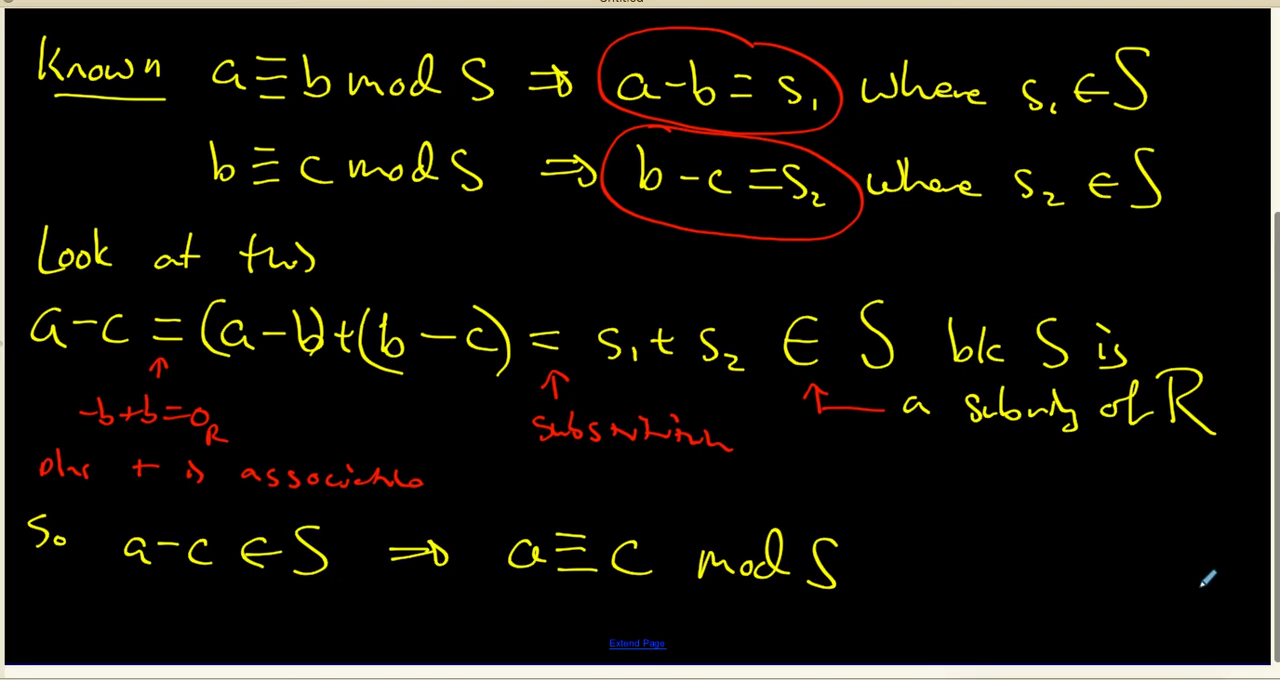 Untitled
Known a ≡ b mod S ⇒ a-b = s₁ where s₁ ∈ S
b ≡ c mod S ⇒ b-c = s₂ where s₂ ∈ S
Look at this
a-c = (a-b)+(b-c) = s₁+s₂ ∈ S b/c S is
a subring of R
-b+b=0_R
substitution
+ is associative
So a-c ∈ S ⇒ a ≡ c mod S
Extend Page